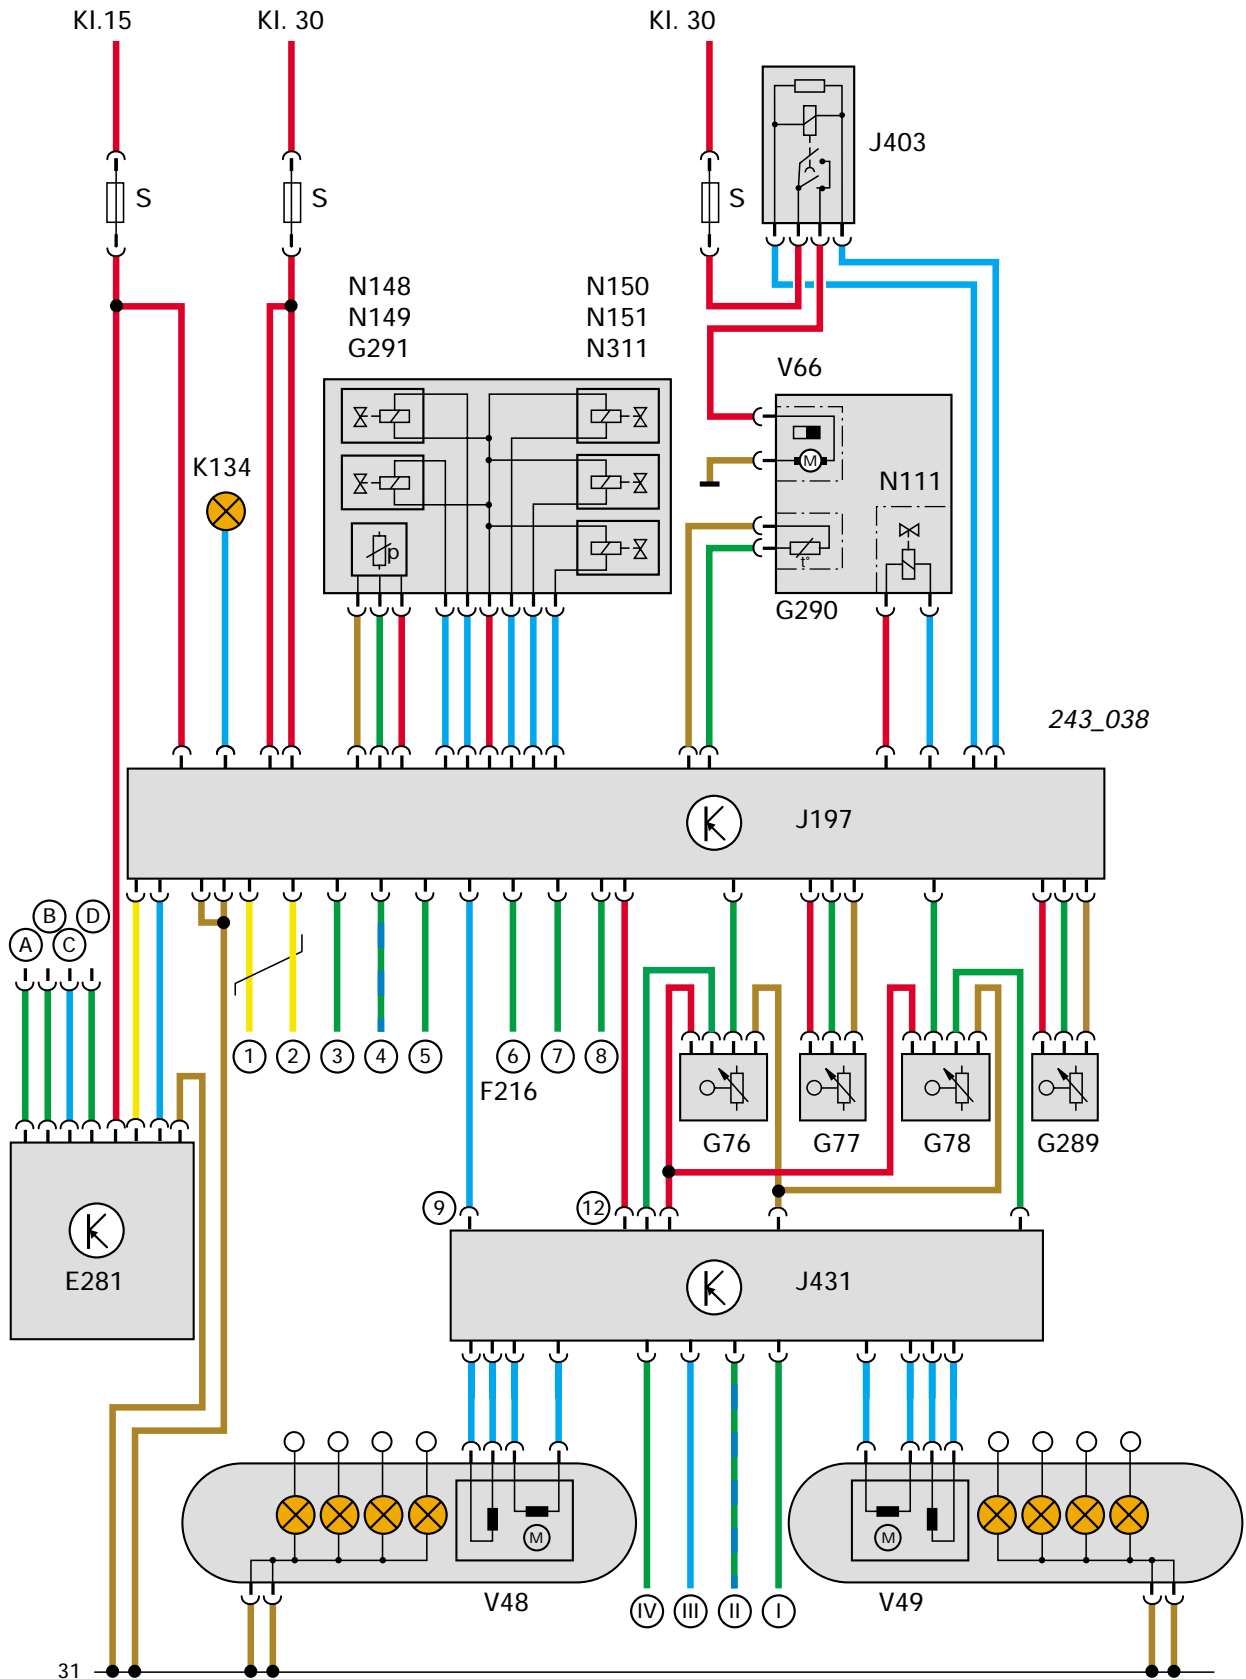 Kl.15
Kl. 30
Kl. 30
J403
S
S
S
N148
N149
G291
N150
N151
N311
V66
K134
M
N111
p
t°
G290
243_038
J197
A
B
C
D
1
2
3
4
5
6
7
8
F216
G76
G77
G78
G289
9
12
E281
J431
M
M
V48
IV
III
II
I
V49
31